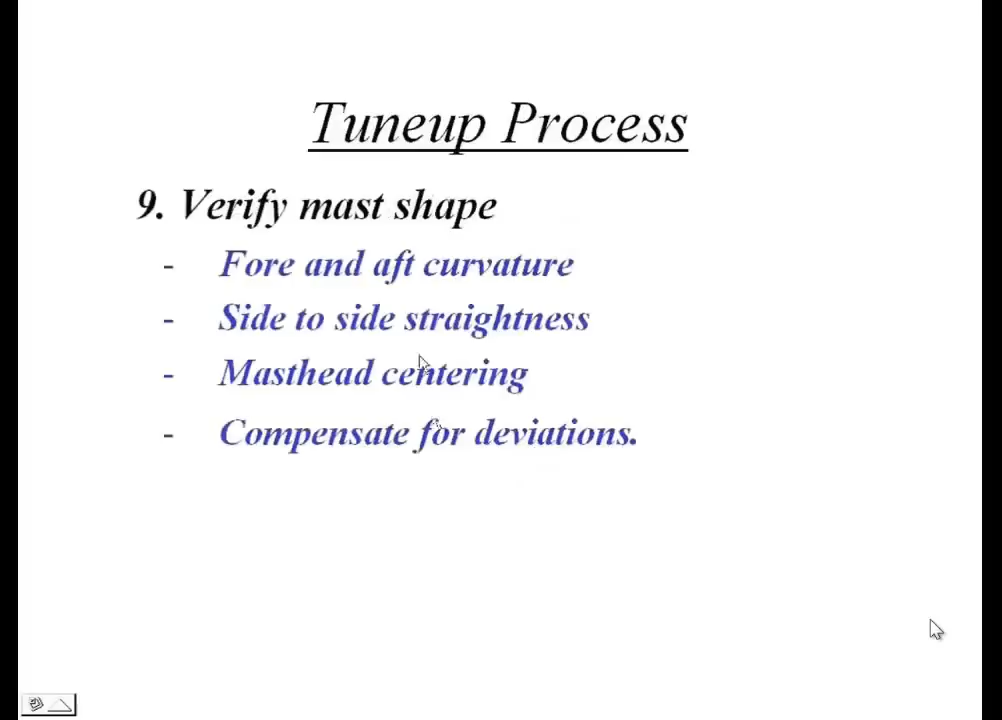 Tuneup Process
9. Verify mast shape
- Fore and aft curvature
- Side to side straightness
- Masthead centering
- Compensate for deviations.